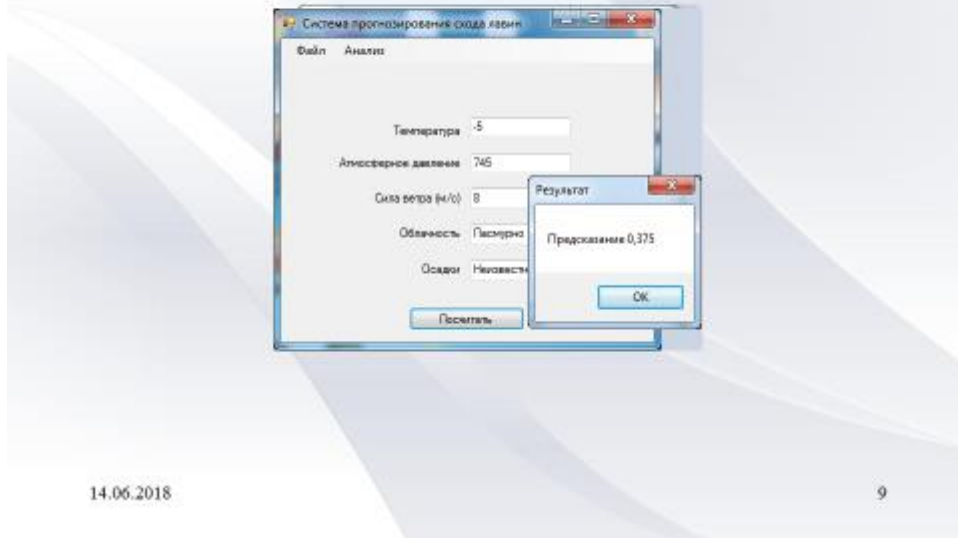 Система прогнозирования схода лавин
Файл Анализ
Температура -5
Атмосферное давление 745
Сила ветра (м/с) 8
Облачность Пасмурно
Осадки
Посчитать
Результат
Предсказание 0,375
OK
14.06.2018
9